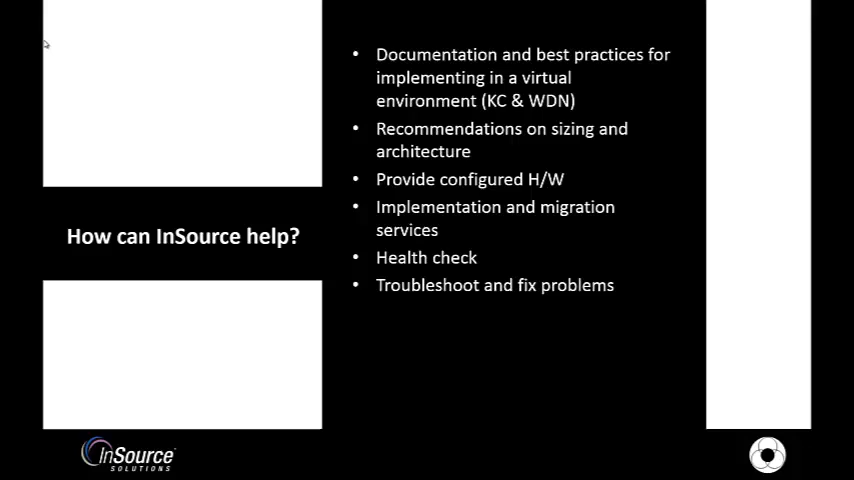 How can InSource help?
• Documentation and best practices for
implementing in a virtual
environment (KC & WDN)
• Recommendations on sizing and
architecture
• Provide configured H/W
• Implementation and migration
services
• Health check
• Troubleshoot and fix problems
InSource
SOLUTIONS